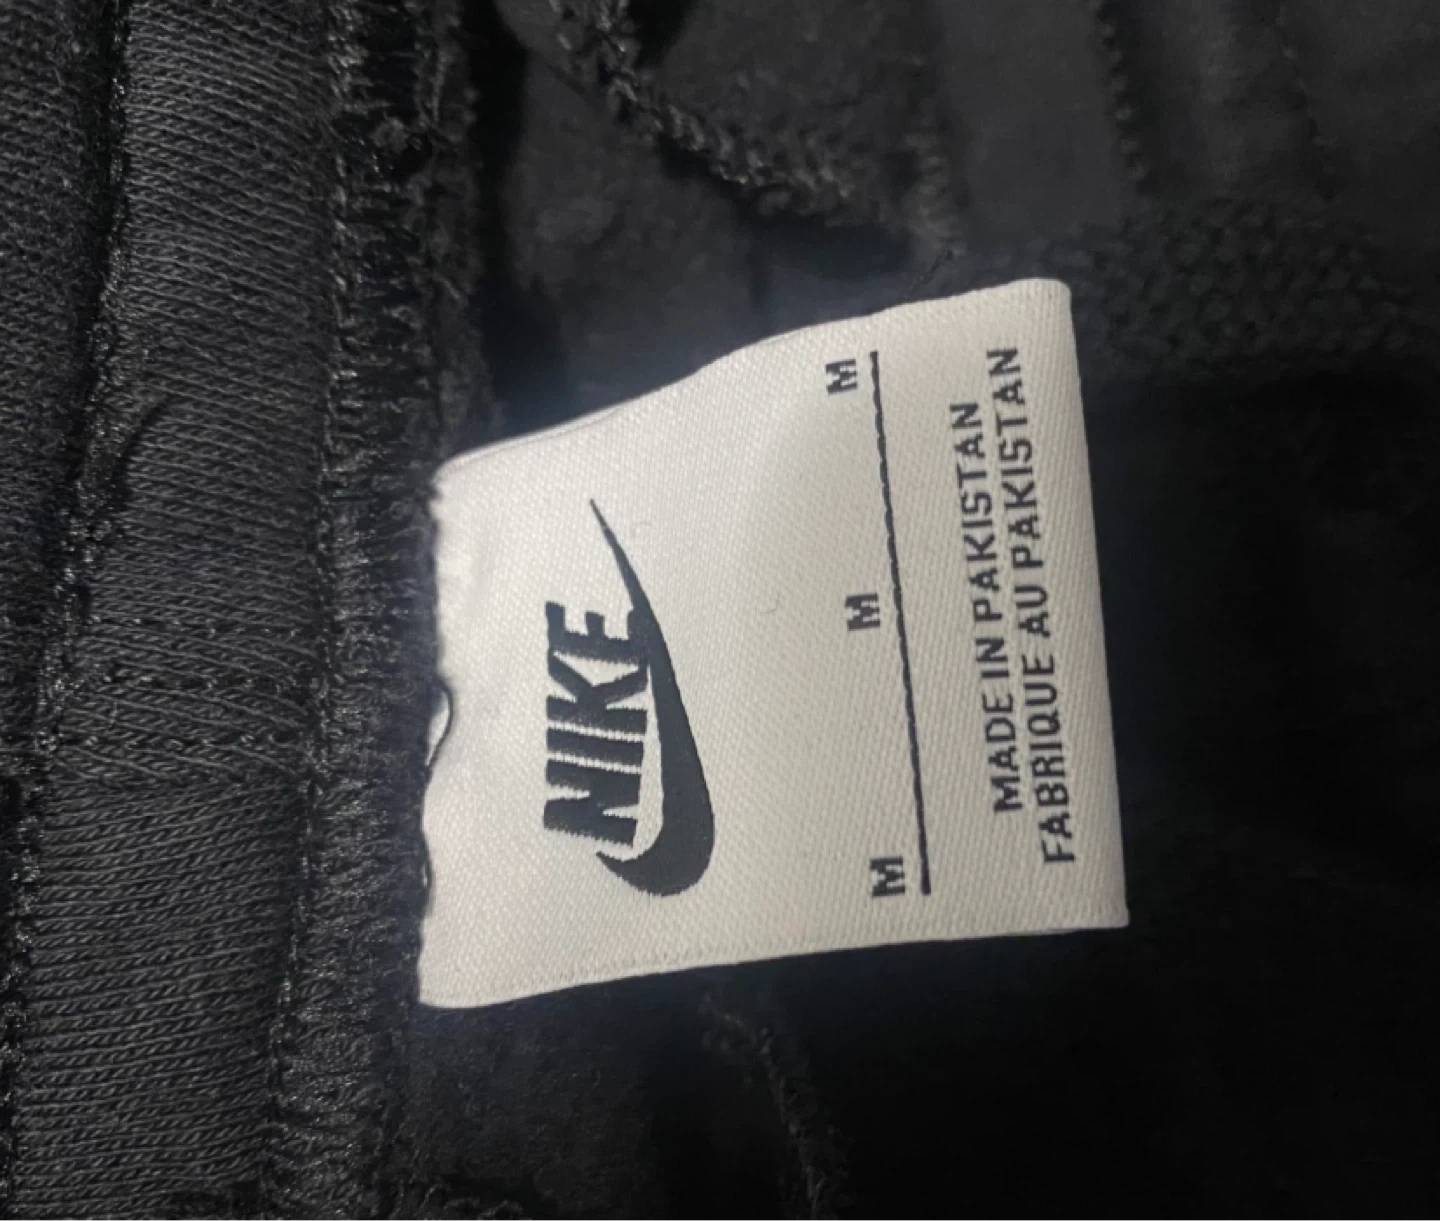 NIKE
M M M
MADE IN PAKISTAN
FABRIQUE AU PAKISTAN